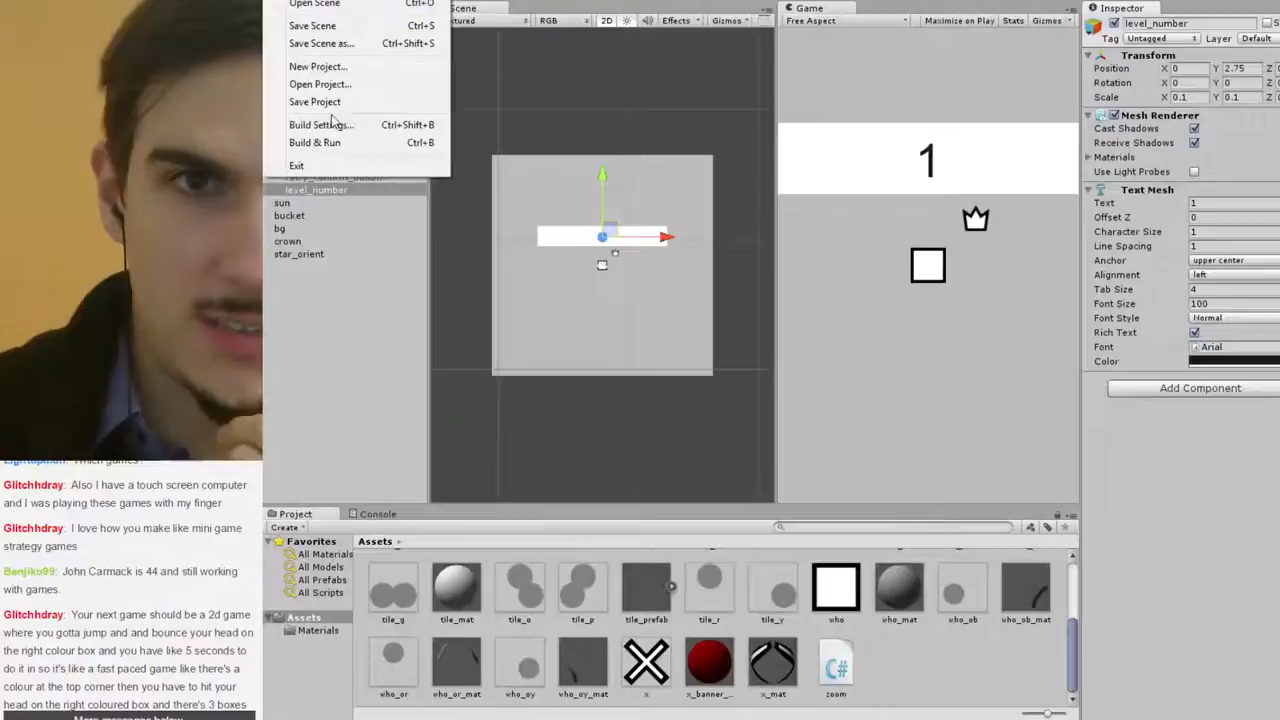 Open Scene Ctrl+O
Save Scene Ctrl+S
Save Scene as... Ctrl+Shift+S
New Project...
Open Project...
Save Project
Build Settings... Ctrl+Shift+B
Build & Run Ctrl+B
Exit
level_number
sun
bucket
bg
crown
star_orient
Scene
RGB 2D Effects Gizmos
Game
Free Aspect Maximize on Play Stats Gizmos
1
Inspector
level_number
Tag Untagged Layer Default
Transform
Position X 0 Y 2.75 Z
Rotation X 0 Y 0 Z
Scale X 0.1 Y 0.1 Z
Mesh Renderer
Cast Shadows
Receive Shadows
Materials
Use Light Probes
Text Mesh
Text 1
Offset Z 0
Character Size 1
Line Spacing 1
Anchor upper center
Alignment left
Tab Size 4
Font Size 100
Font Style Normal
Rich Text
Font Arial
Color
Add Component
Which games?
Glitchhdray: Also I have a touch screen computer
and I was playing these games with my finger
Glitchhdray: I love how you make like mini game
strategy games
Benjiko99: John Carmack is 44 and still working
with games.
Glitchhdray: Your next game should be a 2d game
where you gotta jump and and bounce your head on
the right colour box and you have like 5 seconds to
do it in so it's like a fast paced game like there's a
colour at the top corner then you have to hit your
head on the right coloured box and there's 3 boxes
More messages below
Project Console
Create
Favorites
All Materials
All Models
All Prefabs
All Scripts
Assets
Materials
Assets
tile_g tile_mat tile_o tile_p tile_prefab tile_r tile_y who who_mat who_ob who_ob_mat
who_or who_or_mat who_oy who_oy_mat x x_banner_... x_mat zoom
C#